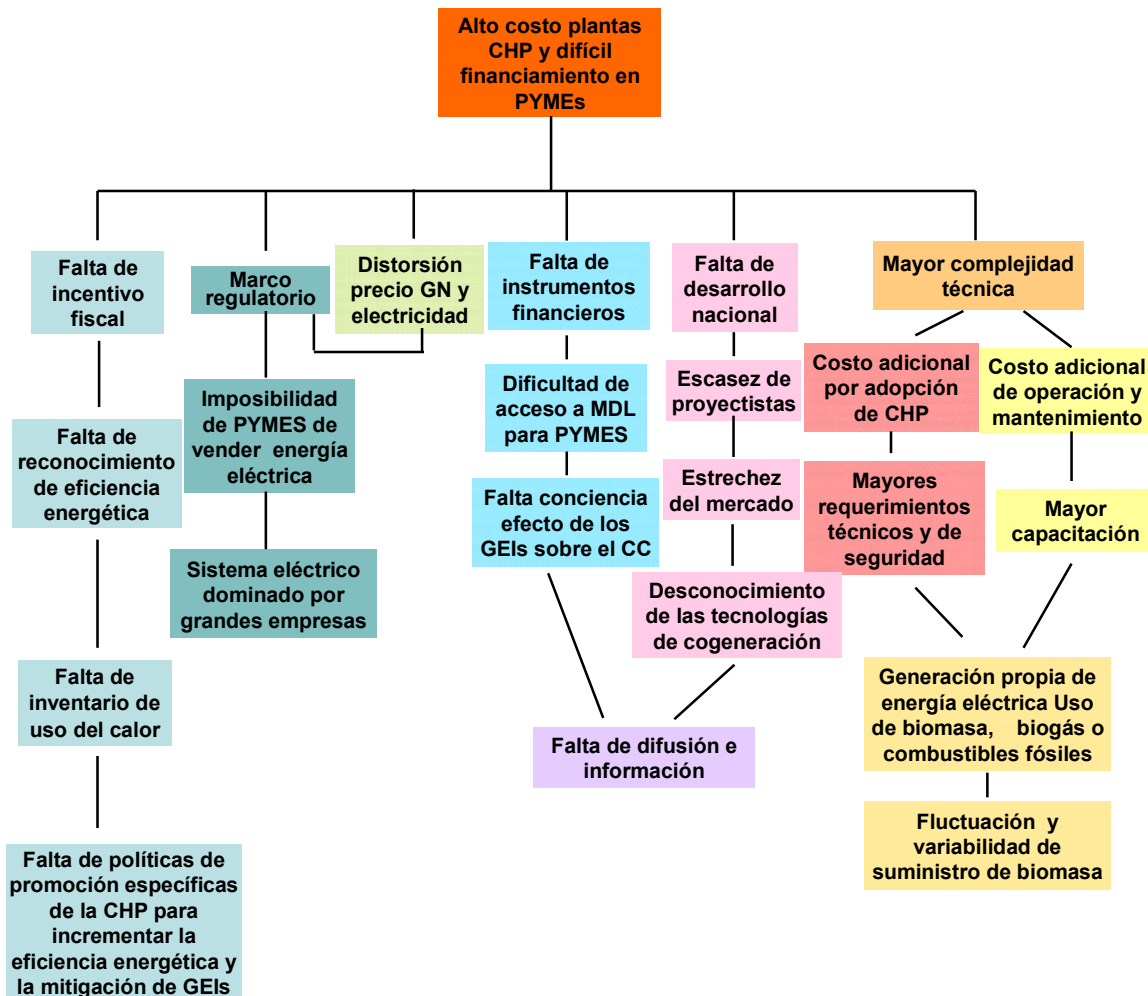 Alto costo plantas
CHP y difícil
financiamiento en
PYMEs
Falta de
incentivo
fiscal
Falta de
reconocimiento
de eficiencia
energética
Falta de
inventario de
uso del calor
Falta de políticas de
promoción específicas
de la CHP para
incrementar la
eficiencia energética y
la mitigación de GEIs
Marco
regulatorio
Imposibilidad
de PYMES de
vender energía
eléctrica
Sistema eléctrico
dominado por
grandes empresas
Distorsión
precio GN y
electricidad
Falta de
instrumentos
financieros
Dificultad de
acceso a MDL
para PYMES
Falta conciencia
efecto de los
GEIs sobre el CC
Falta de
desarrollo
nacional
Escasez de
proyectistas
Estrechez
del mercado
Desconocimiento
de las tecnologías
de cogeneración
Falta de difusión e
información
Mayor complejidad
técnica
Costo adicional
por adopción
de CHP
Mayores
requerimientos
técnicos y de
seguridad
Costo adicional
de operación y
mantenimiento
Mayor
capacitación
Generación propia de
energía eléctrica Uso
de biomasa, biogás o
combustibles fósiles
Fluctuación y
variabilidad de
suministro de biomasa